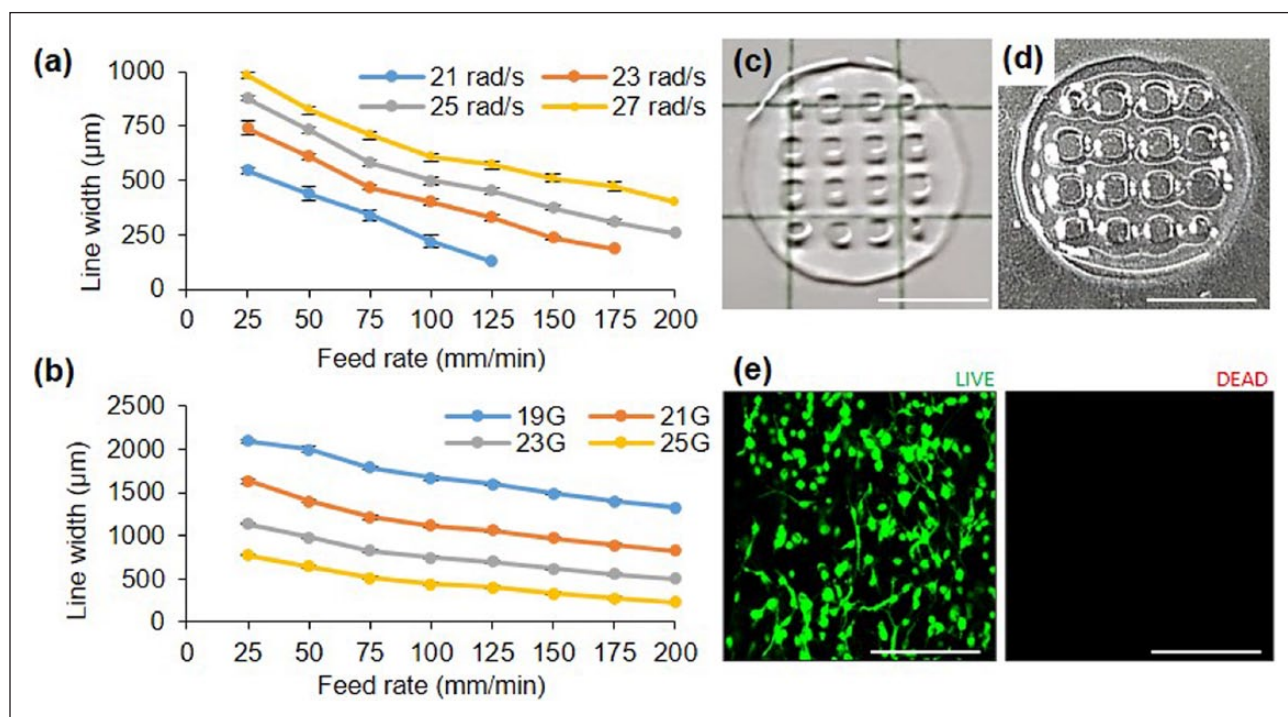 (a)
1000
750
500
250
0
Line width (µm)
21 rad/s
23 rad/s
25 rad/s
27 rad/s
0 25 50 75 100 125 150 175 200
Feed rate (mm/min)
(b)
2500
2000
1500
1000
500
0
Line width (µm)
19G
21G
23G
25G
0 25 50 75 100 125 150 175 200
Feed rate (mm/min)
(c)
(d)
(e)
LIVE
DEAD